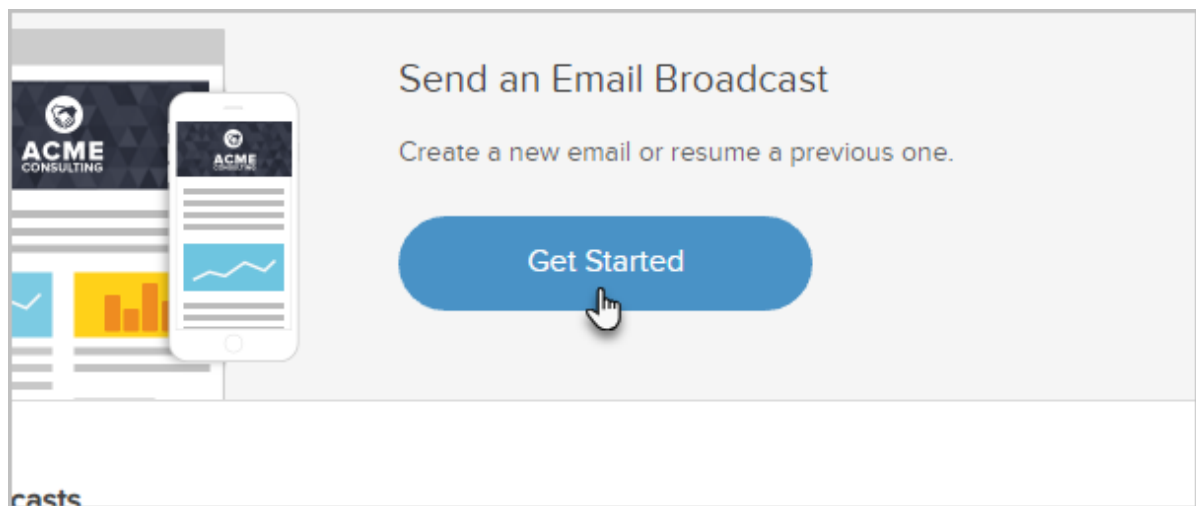 Send an Email Broadcast
Create a new email or resume a previous one.
Get Started
ACME
CONSULTING
ACME
CONSULTING
casts